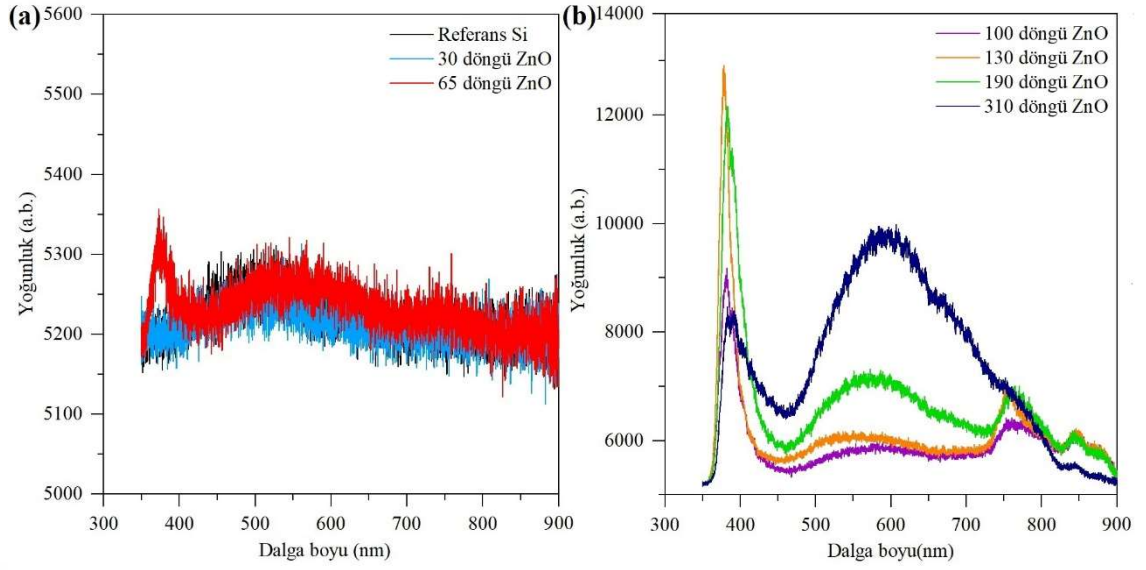 (a)
5600
5500
5400
5300
5200
5100
5000
Yoğunluk (a.b.)
Referans Si
30 döngü ZnO
65 döngü ZnO
300 400 500 600 700 800 900
Dalga boyu (nm)
(b)
14000
12000
10000
8000
6000
Yoğunluk (a.b.)
100 döngü ZnO
130 döngü ZnO
190 döngü ZnO
310 döngü ZnO
300 400 500 600 700 800 900
Dalga boyu(nm)